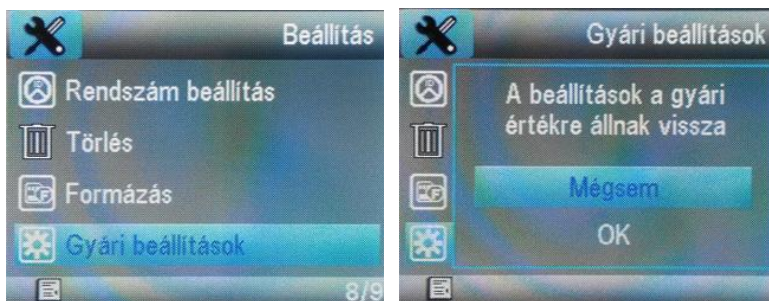 Beállítás
Rendszám beállítás
Törlés
Formázás
Gyári beállítások
8/9
Gyári beállítások
A beállítások a gyári
értékre állnak vissza
Mégsem
OK